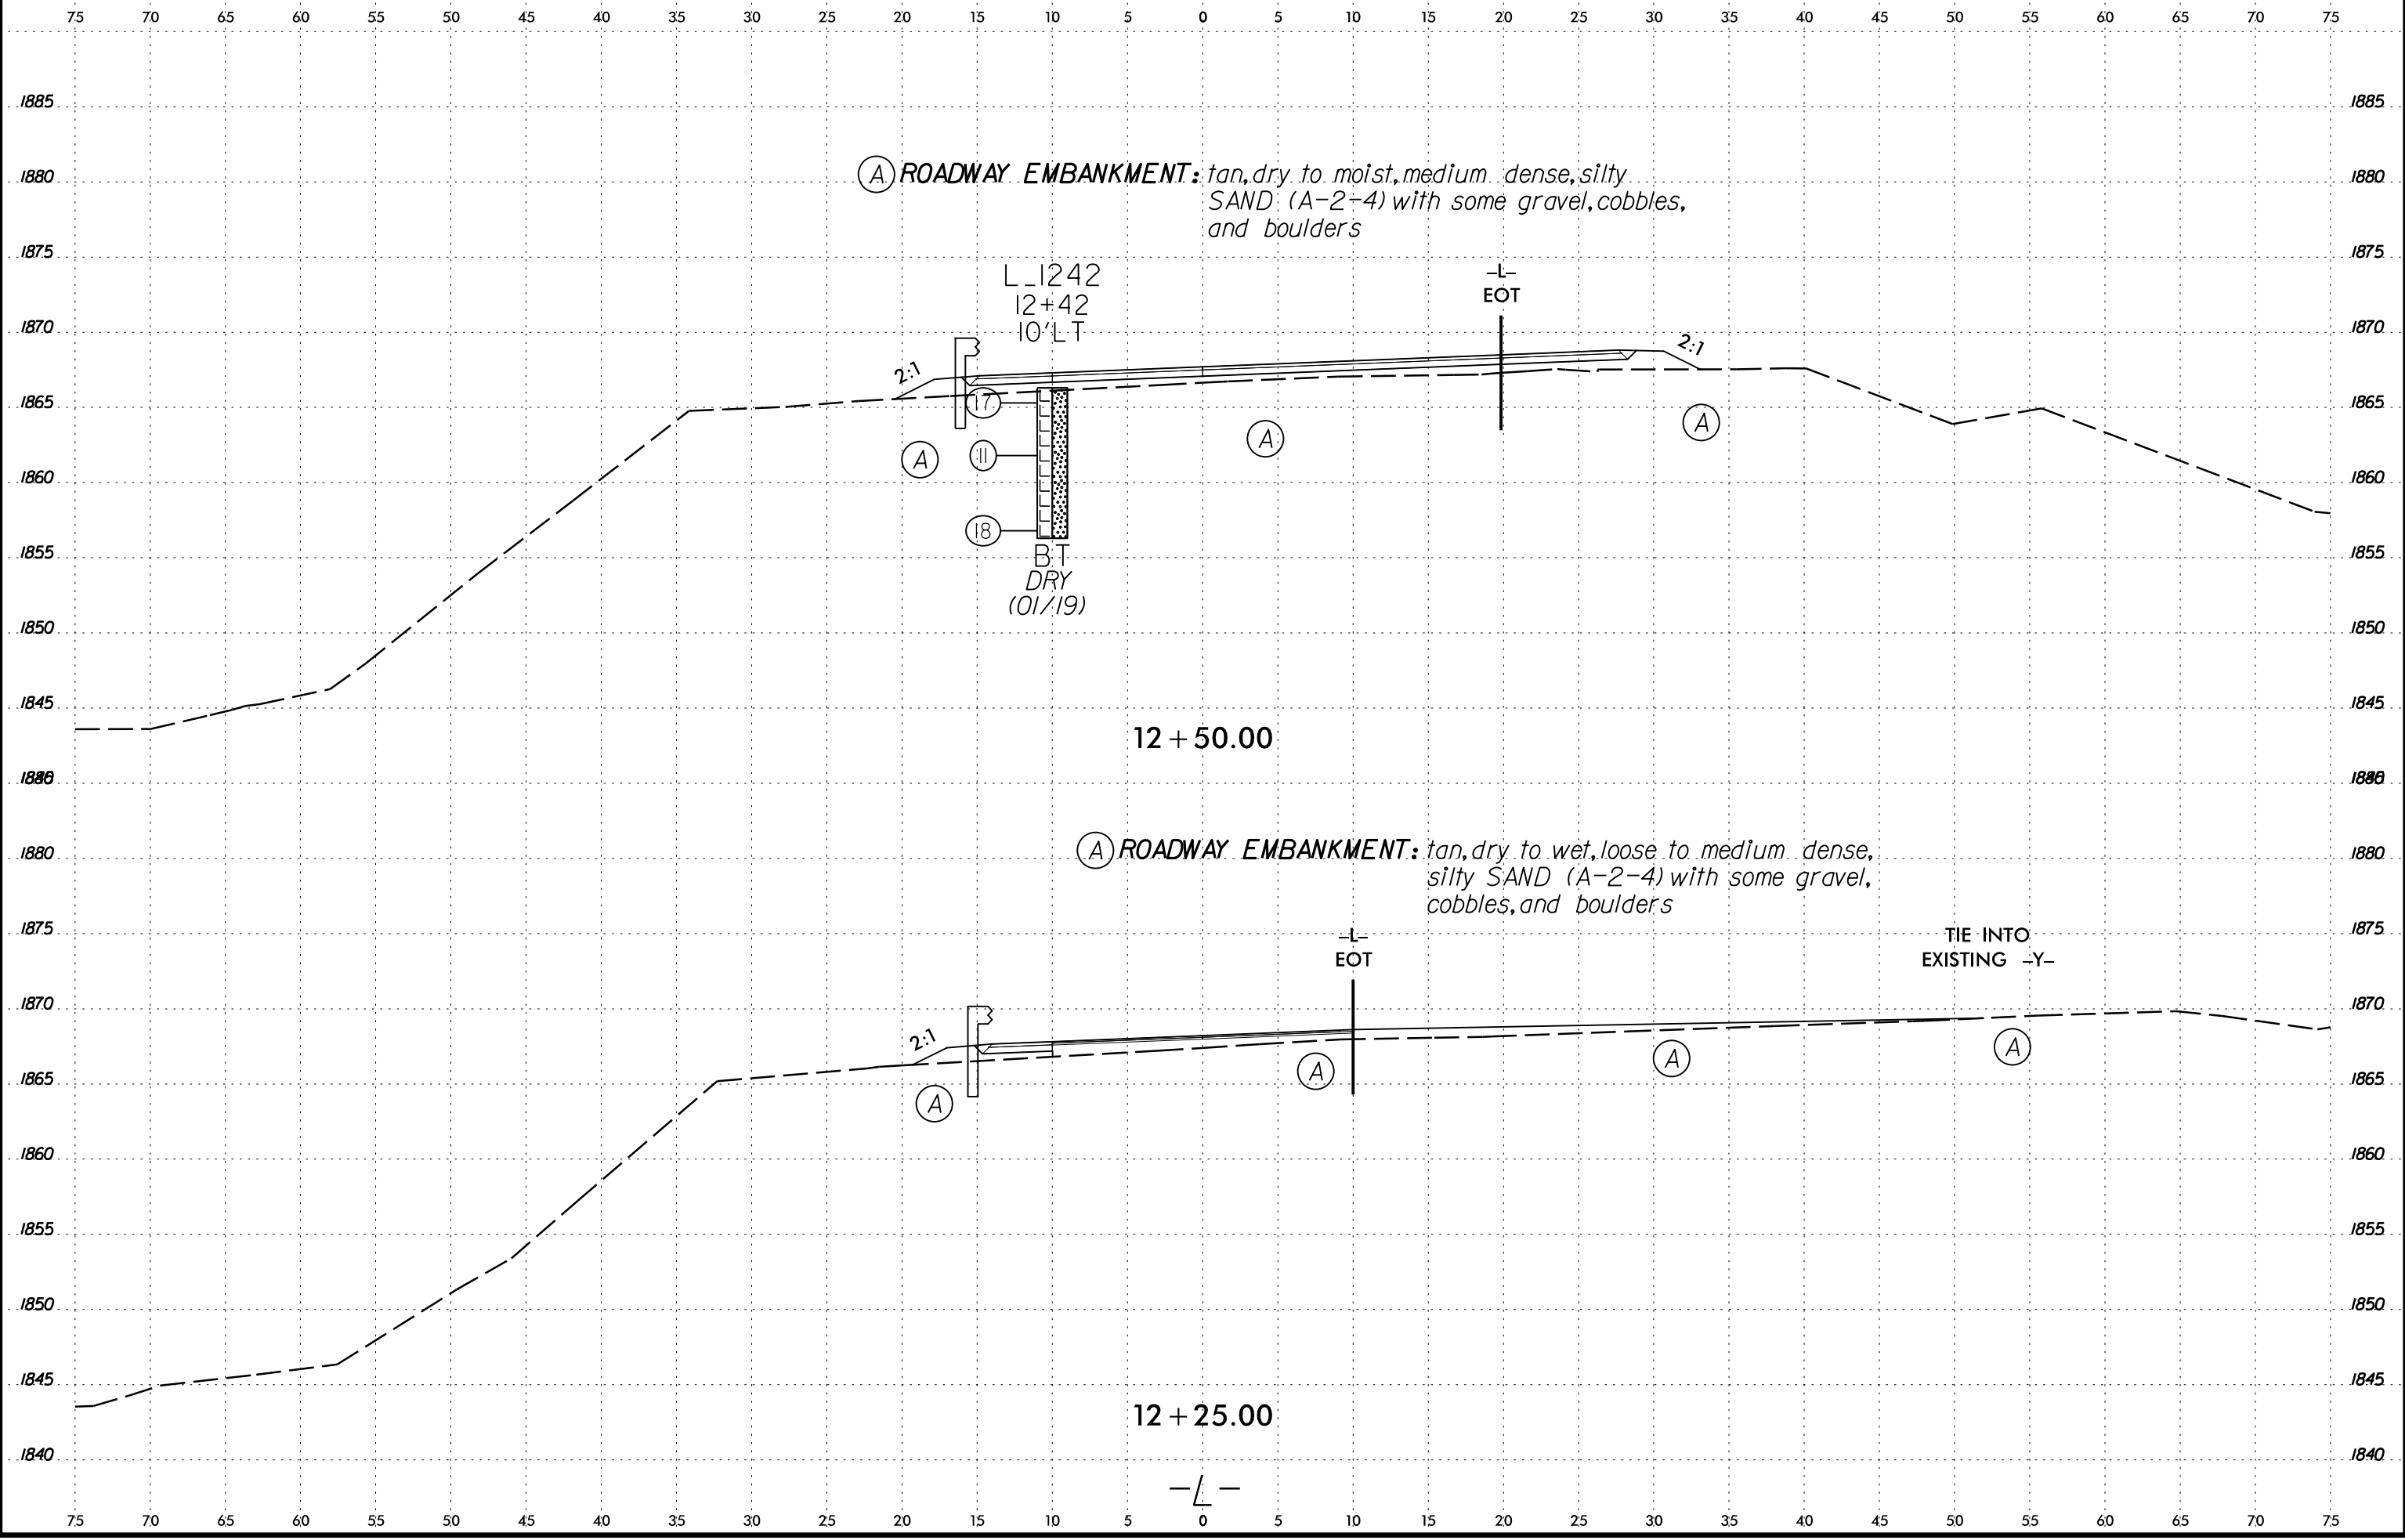 75 70 65 60 55 50 45 40 35 30 25 20 15 10 5 0 5 10 15 20 25 30 35 40 45 50 55 60 65 70 75
1885 1885
A ROADWAY EMBANKMENT: tan, dry to moist, medium dense, silty
1880 1880
SAND (A-2-4) with some gravel, cobbles,
and boulders
1875 1875
L_1242 -L-
12+42 EOT
1870 10' LT 1870
2:1 2:1
1865 17 1865
A A A
11
1860 1860
18
1855 BT 1855
DRY
(01/19)
1850 1850
1845 1845
12+50.00
A ROADWAY EMBANKMENT: tan, dry to wet, loose to medium dense,
1880 1880
silty SAND (A-2-4) with some gravel,
cobbles, and boulders
1875 -L- TIE INTO 1875
EOT EXISTING -Y-
1870 1870
2:1
A A A
1865 1865
A
1860 1860
1855 1855
1850 1850
1845 1845
12+25.00
1840 1840
-L-
75 70 65 60 55 50 45 40 35 30 25 20 15 10 5 0 5 10 15 20 25 30 35 40 45 50 55 60 65 70 75